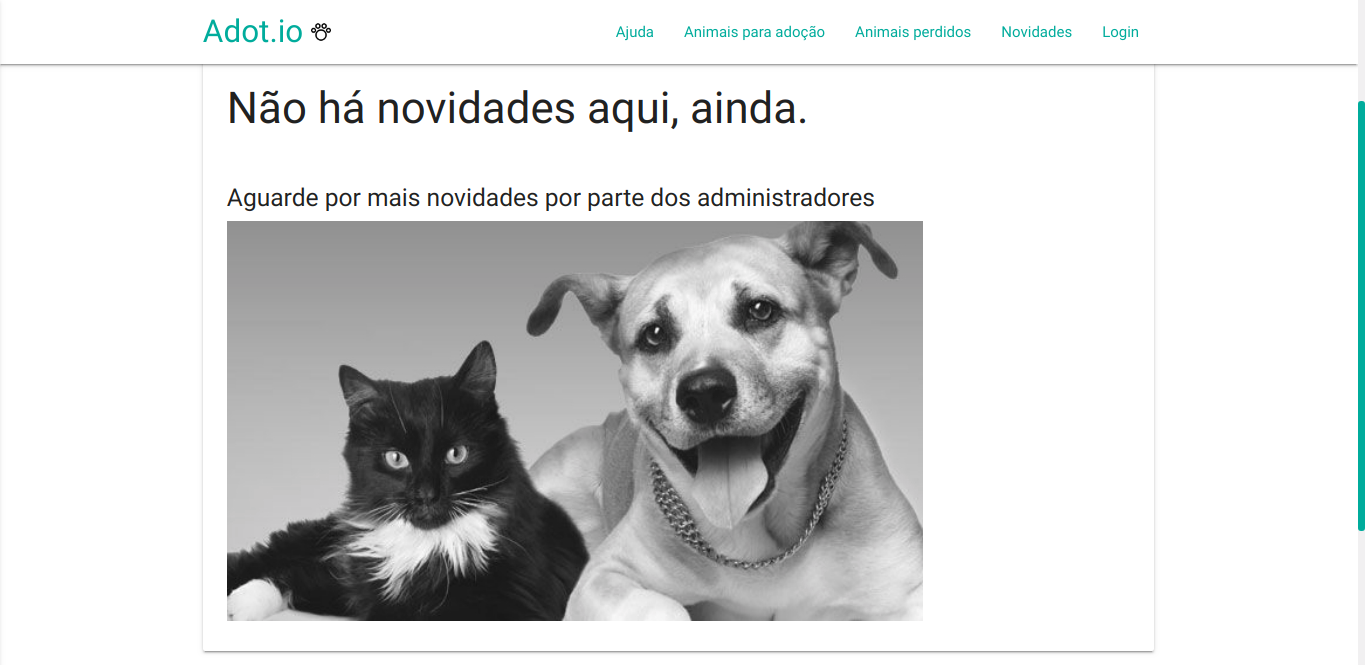 Adot.io
Ajuda
Animais para adoção
Animais perdidos
Novidades
Login
Não há novidades aqui, ainda.
Aguarde por mais novidades por parte dos administradores